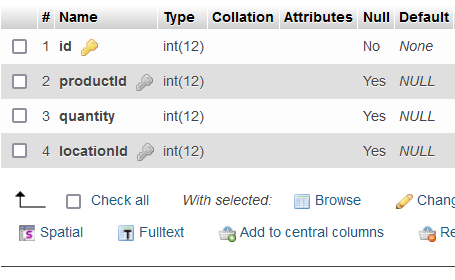 # Name Type Collation Attributes Null Default
1 id int(12) No None
2 productId int(12) Yes NULL
3 quantity int(12) Yes NULL
4 locationId int(12) Yes NULL
Check all With selected: Browse Chang
Spatial Fulltext Add to central columns Re